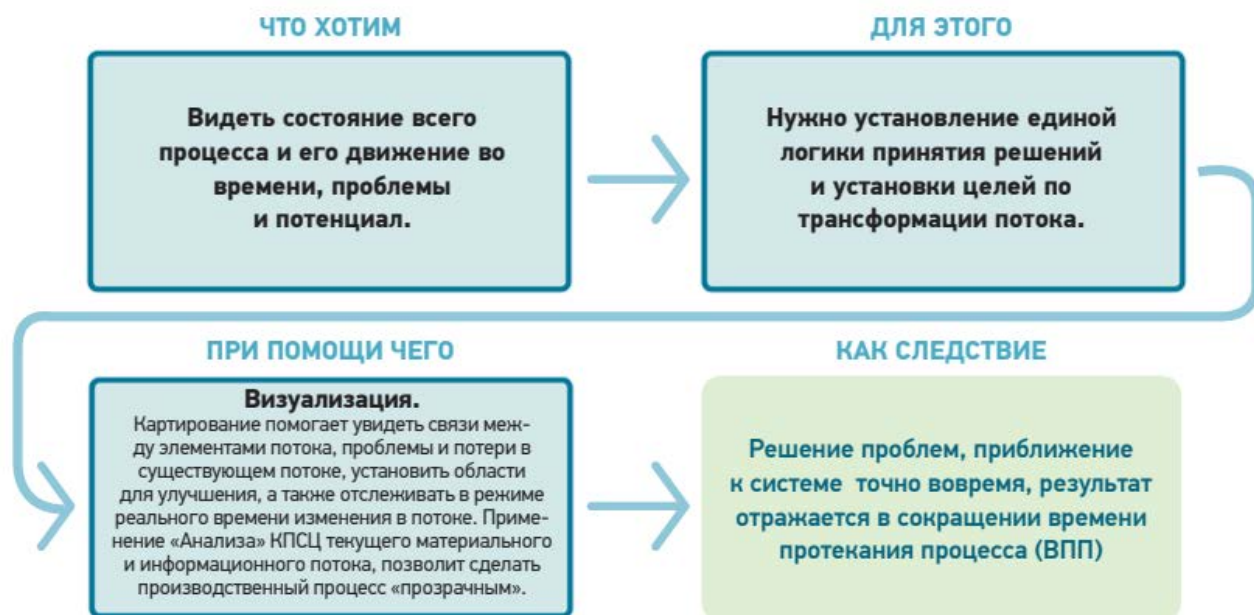 ЧТО ХОТИМ
Видеть состояние всего
процесса и его движение во
времени, проблемы
и потенциал.
ДЛЯ ЭТОГО
Нужно установление единой
логики принятия решений
и установки целей по
трансформации потока.
ПРИ ПОМОЩИ ЧЕГО
Визуализация.
Картирование помогает увидеть связи меж-
ду элементами потока, проблемы и потери в
существующем потоке, установить области
для улучшения, а также отслеживать в режиме
реального времени изменения в потоке. Приме-
нение «Анализа» КПСЦ текущего материального
и информационного потока, позволит сделать
производственный процесс «прозрачным».
КАК СЛЕДСТВИЕ
Решение проблем, приближение
к системе точно вовремя, результат
отражается в сокращении времени
протекания процесса (ВПП)